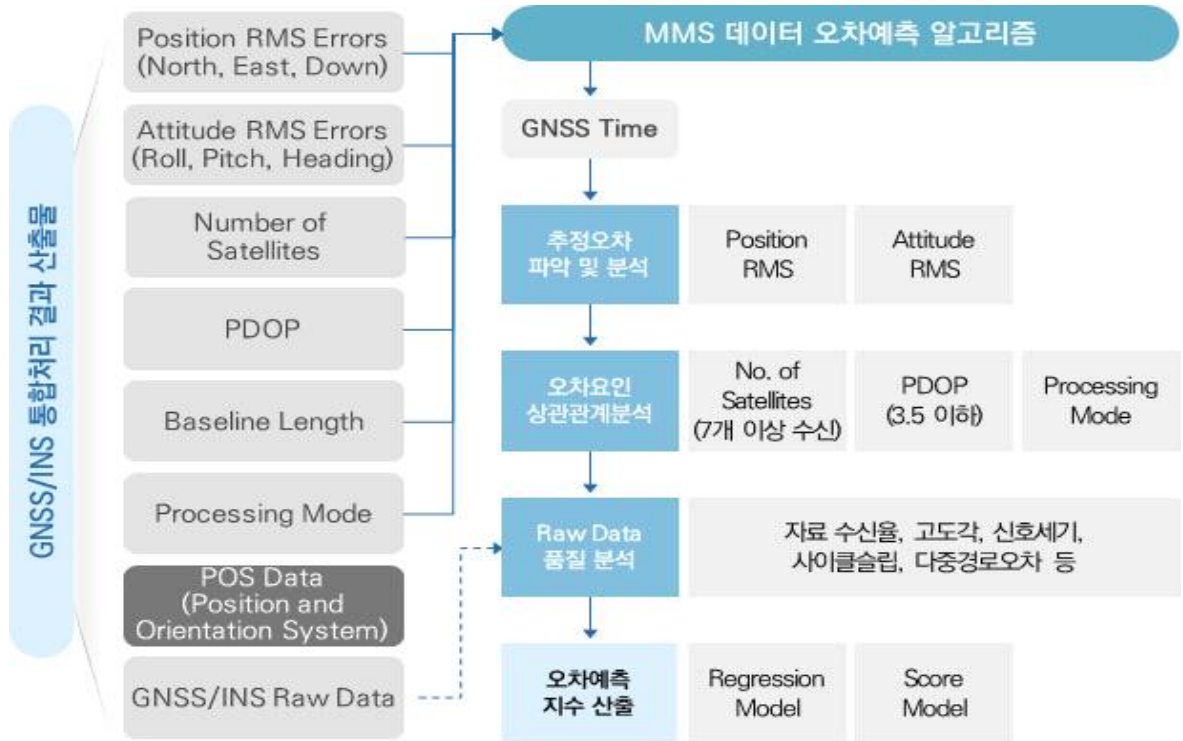 GNSS/INS 통합처리 결과 산출물
Position RMS Errors
(North, East, Down)
Attitude RMS Errors
(Roll, Pitch, Heading)
Number of
Satellites
PDOP
Baseline Length
Processing Mode
POS Data
(Position and
Orientation System)
GNSS/INS Raw Data
MMS 데이터 오차예측 알고리즘
GNSS Time
추정오차
파악 및 분석
Position
RMS
Attitude
RMS
오차요인
상관관계분석
No. of
Satellites
(7개 이상 수신)
PDOP
(3.5 이하)
Processing
Mode
Raw Data
품질 분석
자료 수신율, 고도각, 신호세기,
사이클슬립, 다중경로오차 등
오차예측
지수 산출
Regression
Model
Score
Model